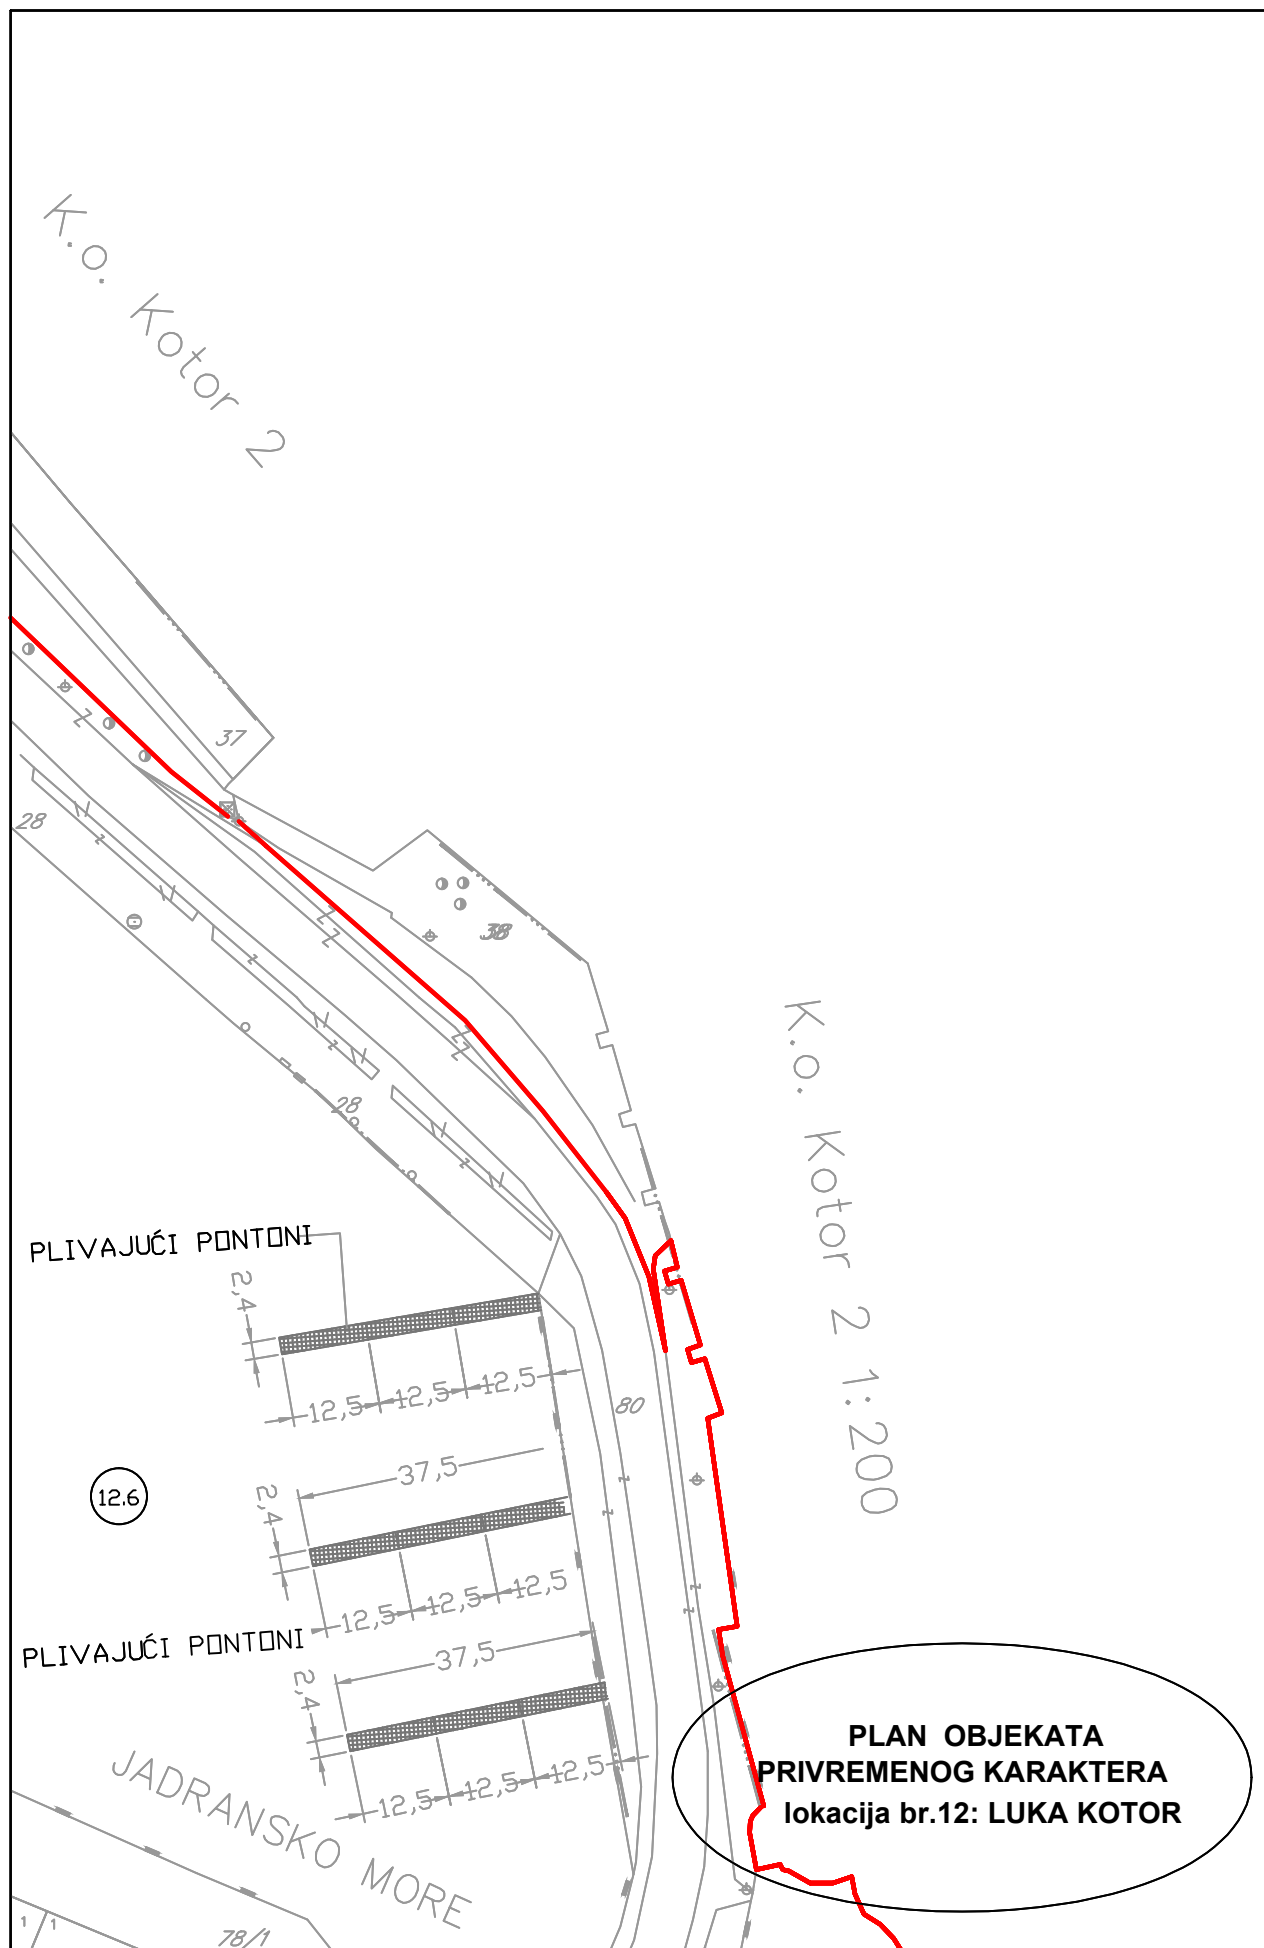 K.o. Kotor 2
37
28
38
28
K.o. Kotor 2 1:200
PLIVAJUĆI PONTONI
2,4
12,5 12,5 12,5
80
37,5
12.6
2,4
12,5 12,5 12,5
PLIVAJUĆI PONTONI
37,5
2,4
12,5 12,5 12,5
JADRANSKO MORE
PLAN OBJEKATA
PRIVREMENOG KARAKTERA
lokacija br.12: LUKA KOTOR
1 1
78/1